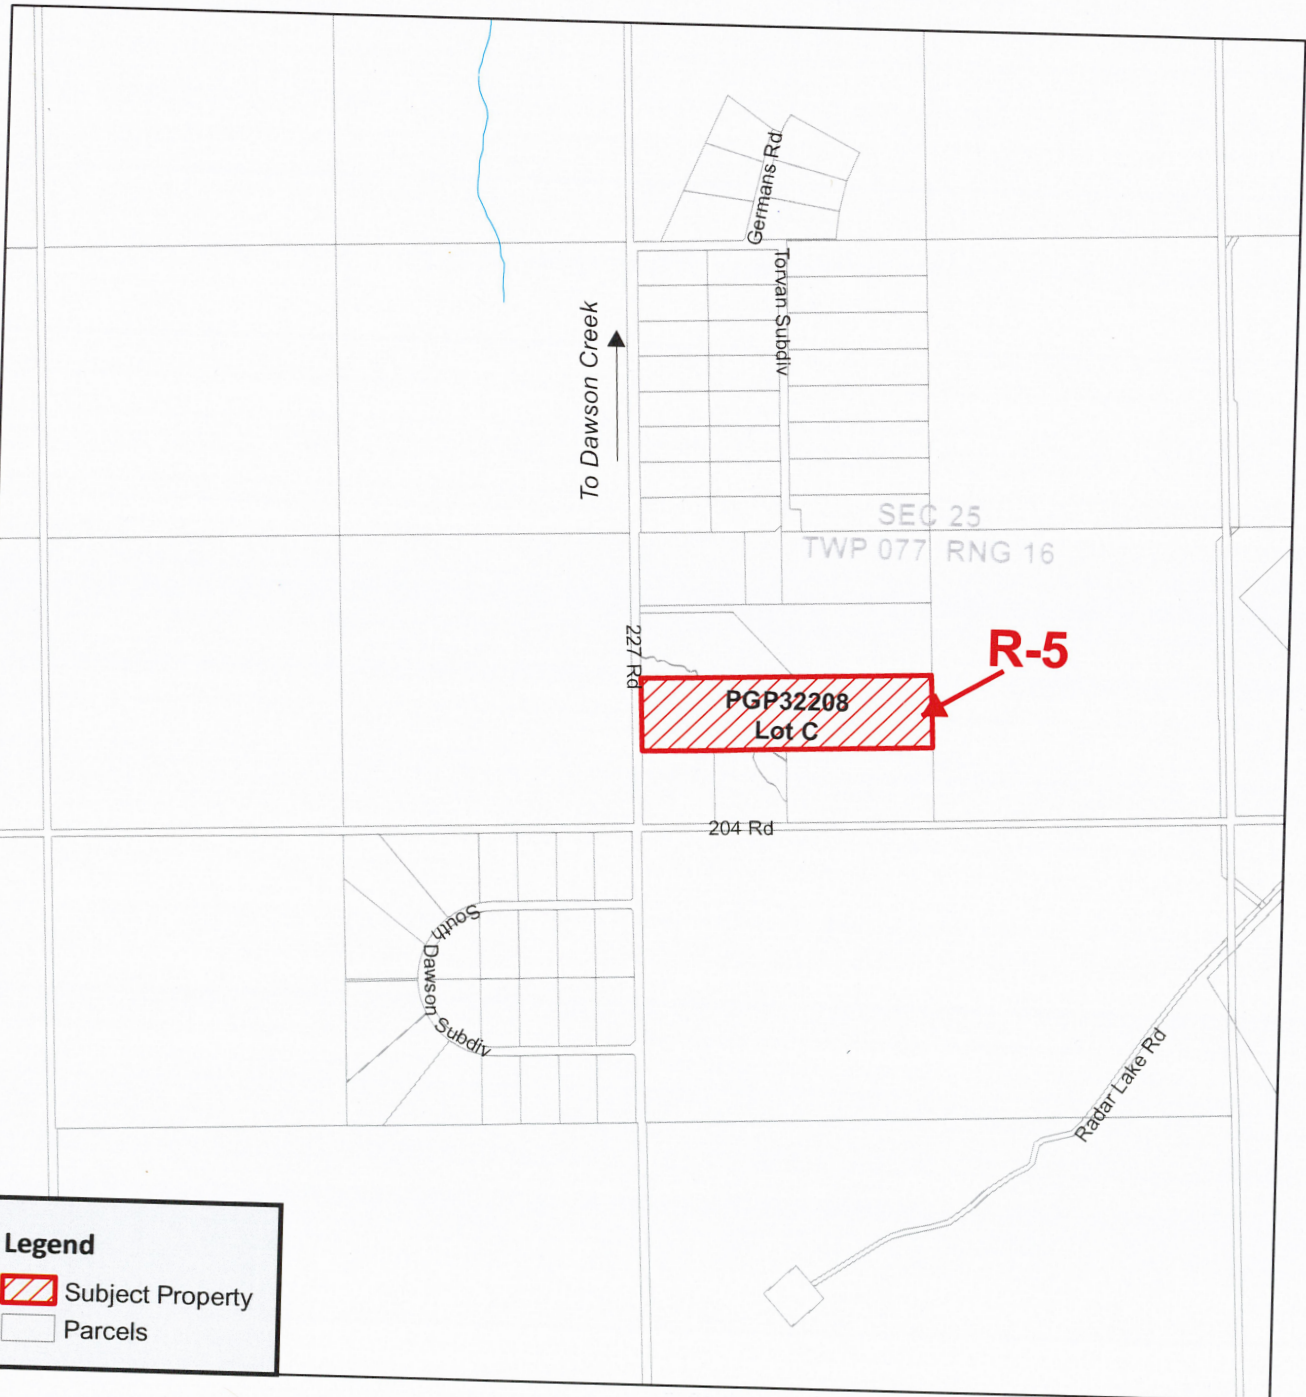 Germans Rd
Torvan Subdiv
To Dawson Creek
SEC 25
TWP 077 RNG 16
227 Rd
R-5
PGP32208
Lot C
204 Rd
South Dawson Subdiv
Radar Lake Rd
Legend
Subject Property
Parcels